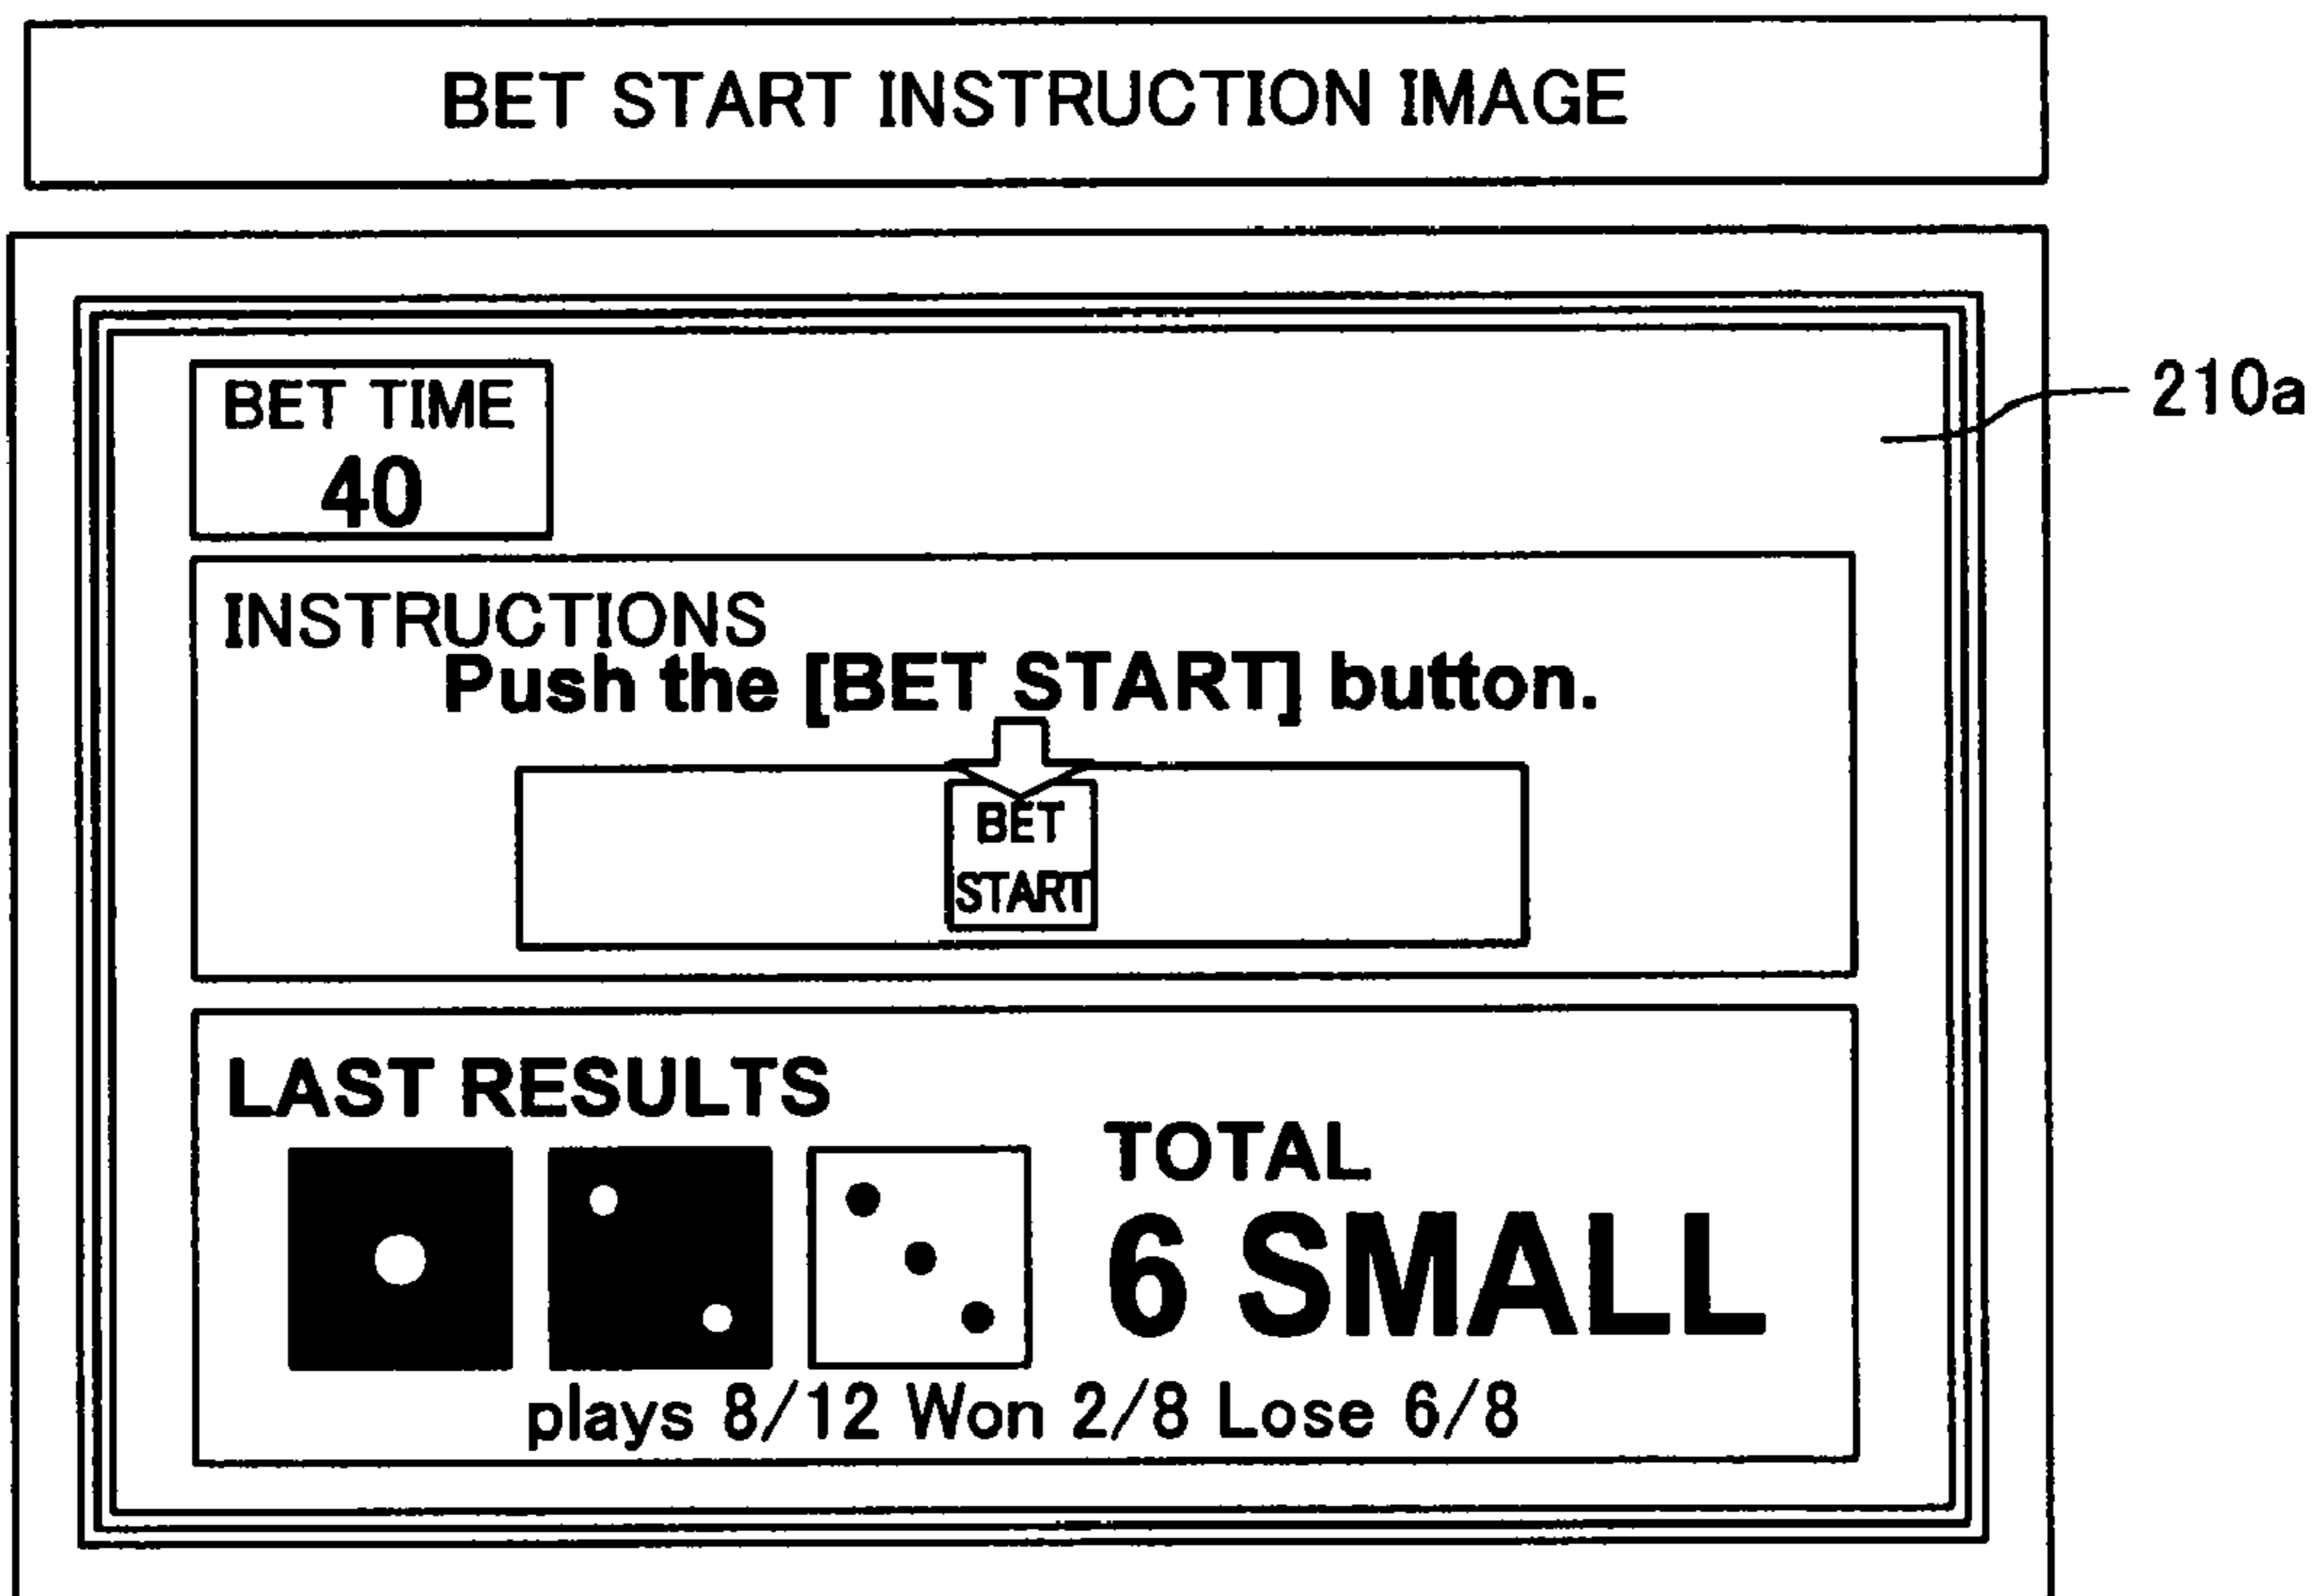 BET START INSTRUCTION IMAGE
210a
BET TIME
40
INSTRUCTIONS
Push the [BET START] button.
BET
START
LAST RESULTS
TOTAL
6 SMALL
plays 8/12 Won 2/8 Lose 6/8